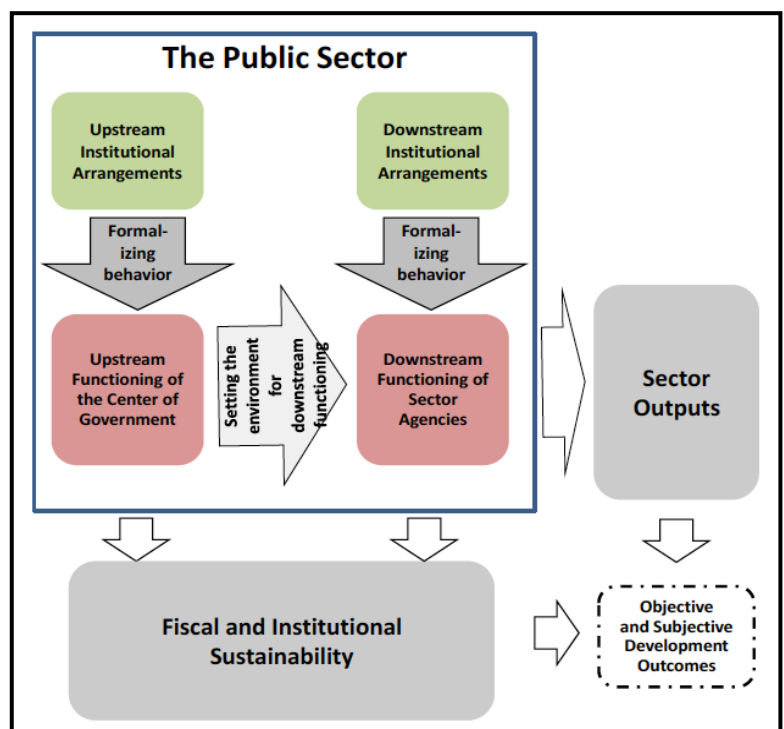 The Public Sector
Upstream
Institutional
Arrangements
Downstream
Institutional
Arrangements
Formal-
izing
behavior
Formal-
izing
behavior
Upstream
Functioning of
the Center of
Government
Setting the
environment
for
downstream
functioning
Downstream
Functioning of
Sector
Agencies
Sector
Outputs
Fiscal and Institutional
Sustainability
Objective
and Subjective
Development
Outcomes